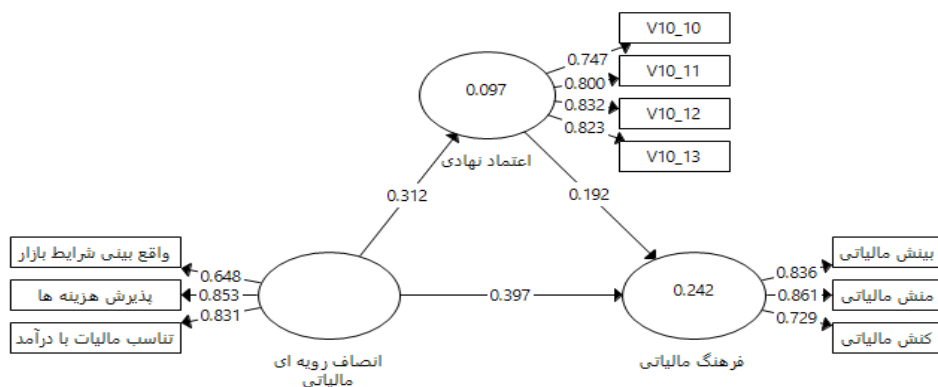 V10_10
0.747
V10_11
0.800
0.097
V10_12
0.832
0.823
V10_13
اعتماد نهادی
0.312
0.192
واقع بینی شرایط بازار
0.648
پذیرش هزینه ها
0.853
تناسب مالیات با درآمد
0.831
انصاف رویه ای
مالیاتی
0.397
0.242
فرهنگ مالیاتی
0.836
بینش مالیاتی
0.861
منش مالیاتی
0.729
کنش مالیاتی